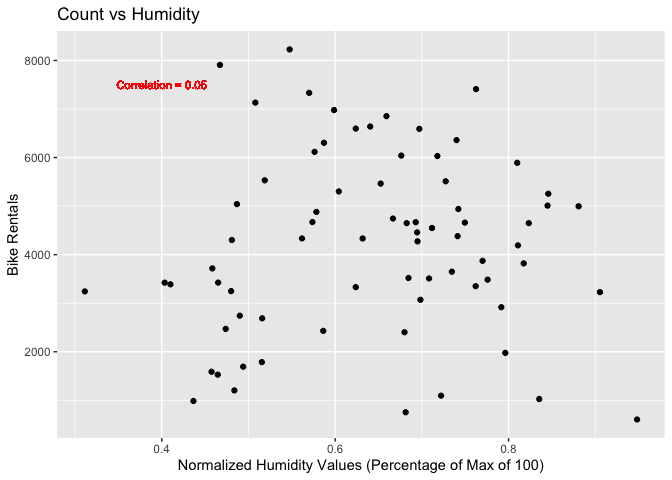 Count vs Humidity
8000
6000
4000
2000
Bike Rentals
Correlation = 0.05
0.4
0.6
0.8
Normalized Humidity Values (Percentage of Max of 100)